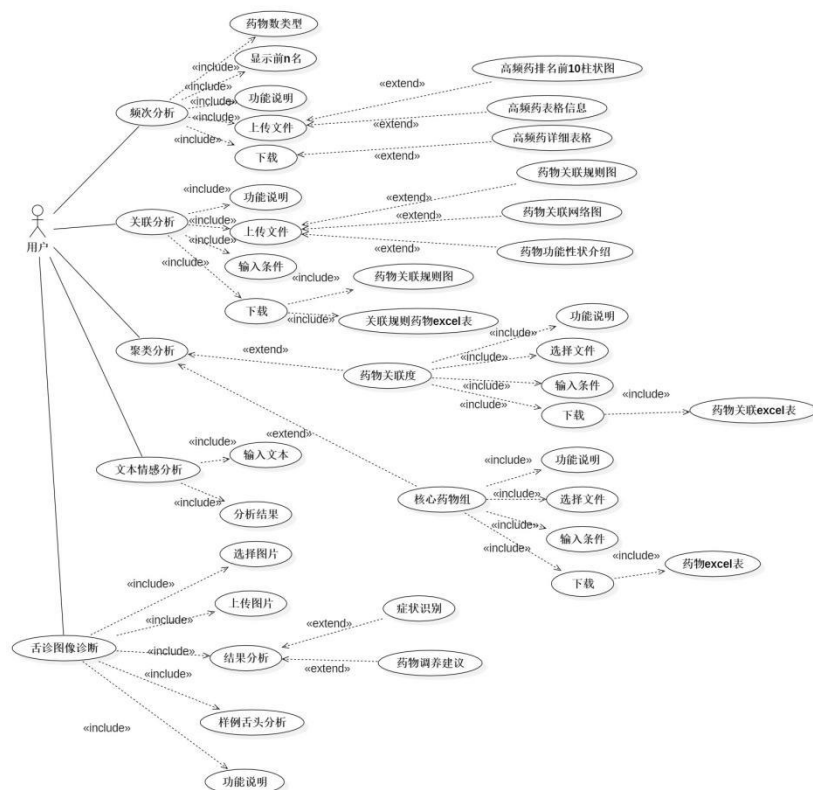 药物数类型
«include»
显示前n名
«include»
高频药排名前10柱状图
«extend»
«include»
功能说明
频次分析
«include»
上传文件
高频药表格信息
«extend»
«include»
下载
高频药详细表格
«extend»
药物关联规则图
«include»
功能说明
«extend»
药物关联网络图
«extend»
关联分析
«include»
上传文件
用户
«include»
输入条件
«extend»
药物功能性状介绍
«include»
«include»
药物关联规则图
下载
«include»
关联规则药物excel表
功能说明
«include»
聚类分析
«extend»
选择文件
«include»
药物关联度
输入条件
«include»
«include»
下载
«include»
药物关联excel表
«extend»
«include»
输入文本
文本情感分析
«include»
功能说明
核心药物组
«include»
选择文件
«include»
分析结果
«include»
输入条件
«include»
选择图片
«include»
下载
«include»
药物excel表
«include»
上传图片
症状识别
«include»
«extend»
舌诊图像诊断
«include»
结果分析
«extend»
药物调养建议
«include»
样例舌头分析
«include»
功能说明